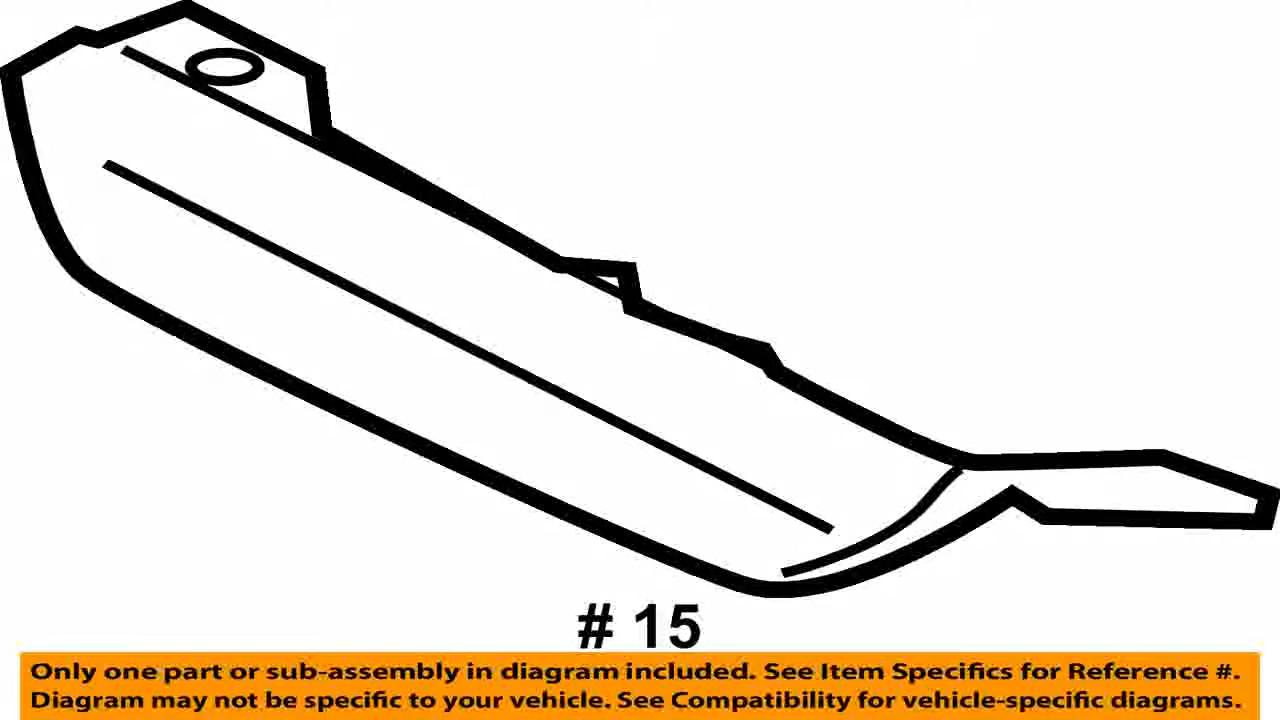 # 15
Only one part or sub-assembly in diagram included. See Item Specifics for Reference #.
Diagram may not be specific to your vehicle. See Compatibility for vehicle-specific diagrams.